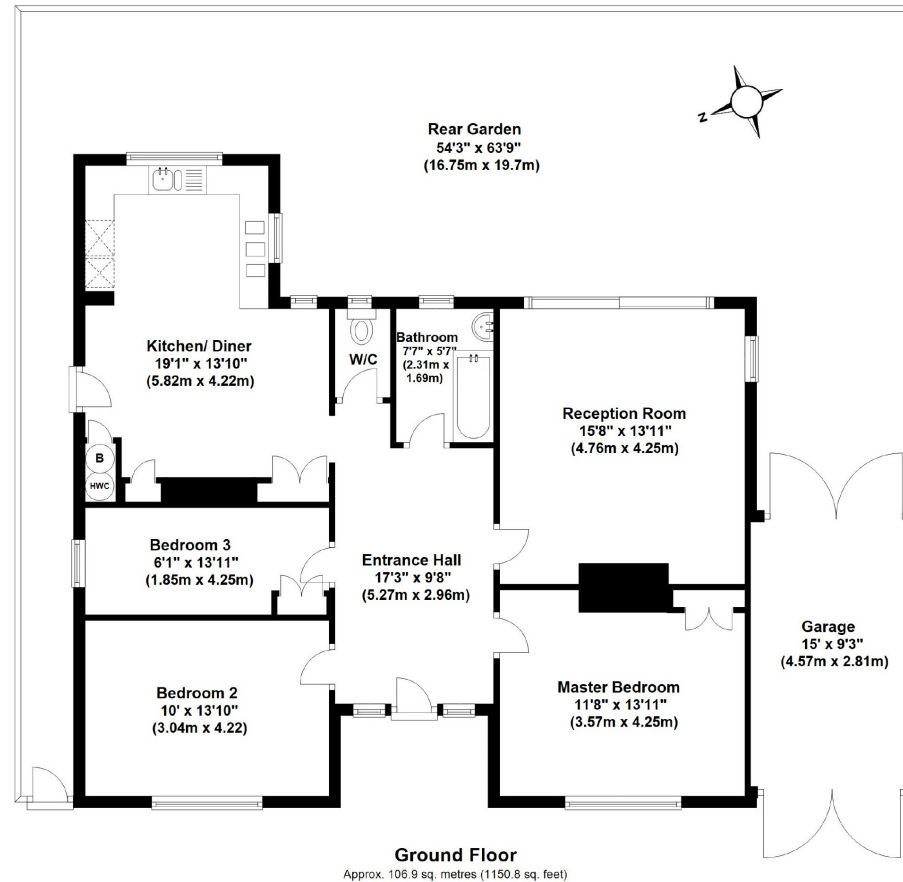 Rear Garden
54'3" x 63'9"
(16.75m x 19.7m)
N
Kitchen/ Diner
19'1" x 13'10"
(5.82m x 4.22m)
W/C
Bathroom
7'7" x 5'7"
(2.31m x
1.69m)
Reception Room
15'8" x 13'11"
(4.76m x 4.25m)
B
HWC
Bedroom 3
6'1" x 13'11"
(1.85m x 4.25m)
Entrance Hall
17'3" x 9'8"
(5.27m x 2.96m)
Garage
15' x 9'3"
(4.57m x 2.81m)
Bedroom 2
10' x 13'10"
(3.04m x 4.22)
Master Bedroom
11'8" x 13'11"
(3.57m x 4.25m)
Ground Floor
Approx. 106.9 sq. metres (1150.8 sq. feet)